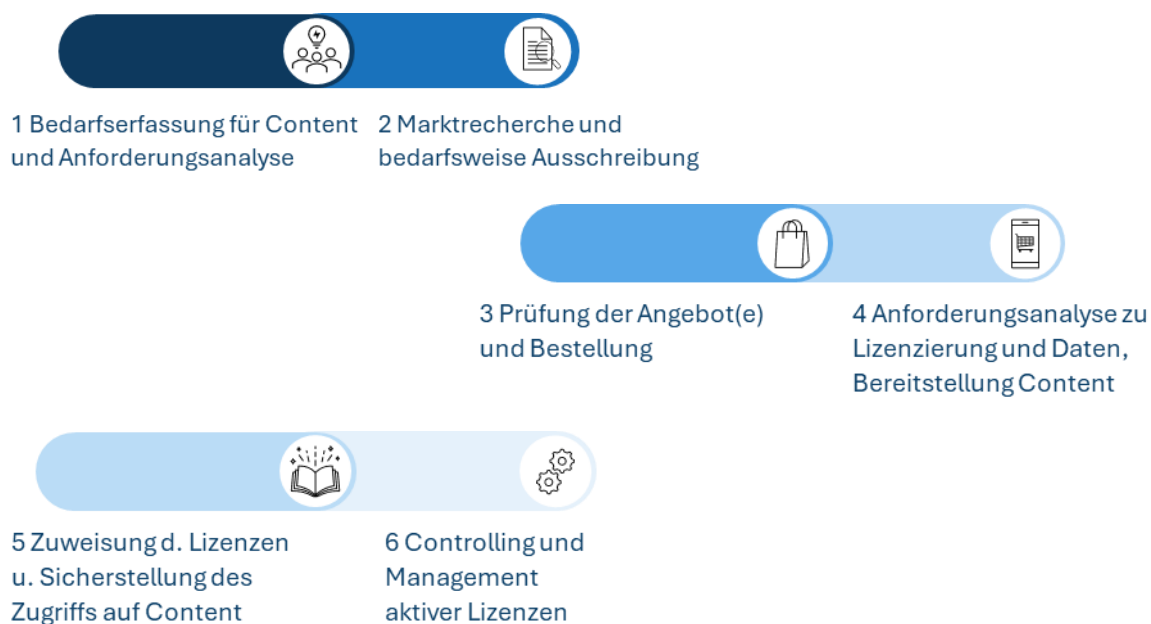 1 Bedarfserfassung für Content
und Anforderungsanalyse
2 Marktrecherche und
bedarfsweise Ausschreibung
3 Prüfung der Angebot(e)
und Bestellung
4 Anforderungsanalyse zu
Lizenzierung und Daten,
Bereitstellung Content
5 Zuweisung d. Lizenzen
u. Sicherstellung des
Zugriffs auf Content
6 Controlling und
Management
aktiver Lizenzen